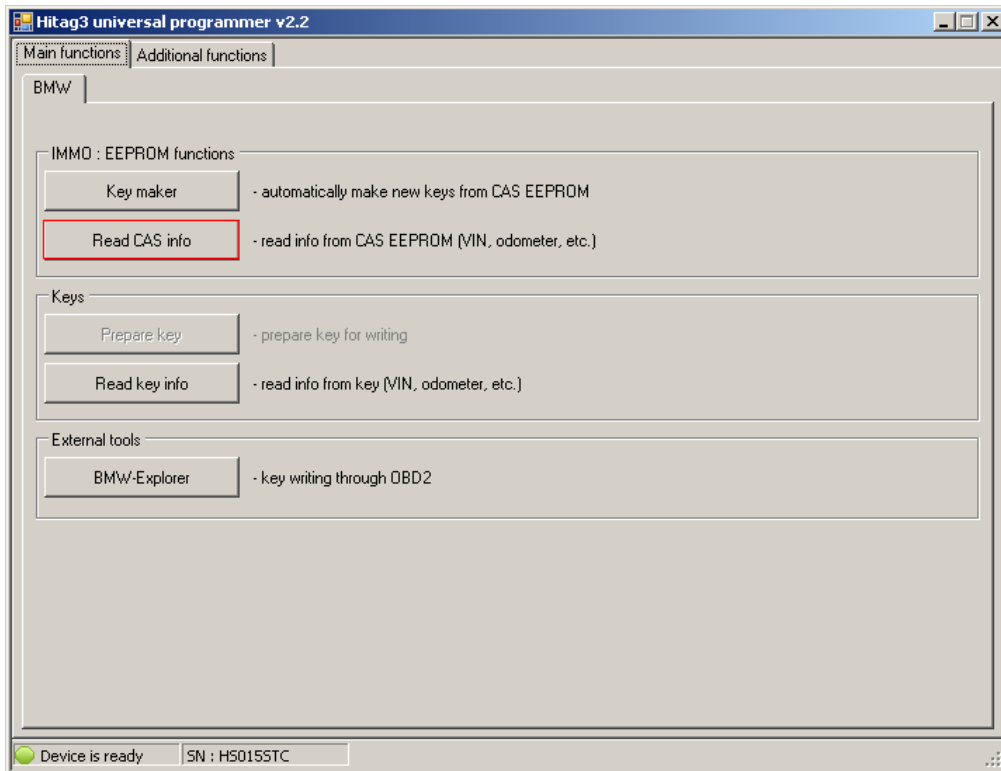 Hitag3 universal programmer v2.2
Main functions Additional functions
BMW
IMMO : EEPROM functions
Key maker - automatically make new keys from CAS EEPROM
Read CAS info - read info from CAS EEPROM (VIN, odometer, etc.)
Keys
Prepare key - prepare key for writing
Read key info - read info from key (VIN, odometer, etc.)
External tools
BMW-Explorer - key writing through OBD2
Device is ready SN : HS015STC